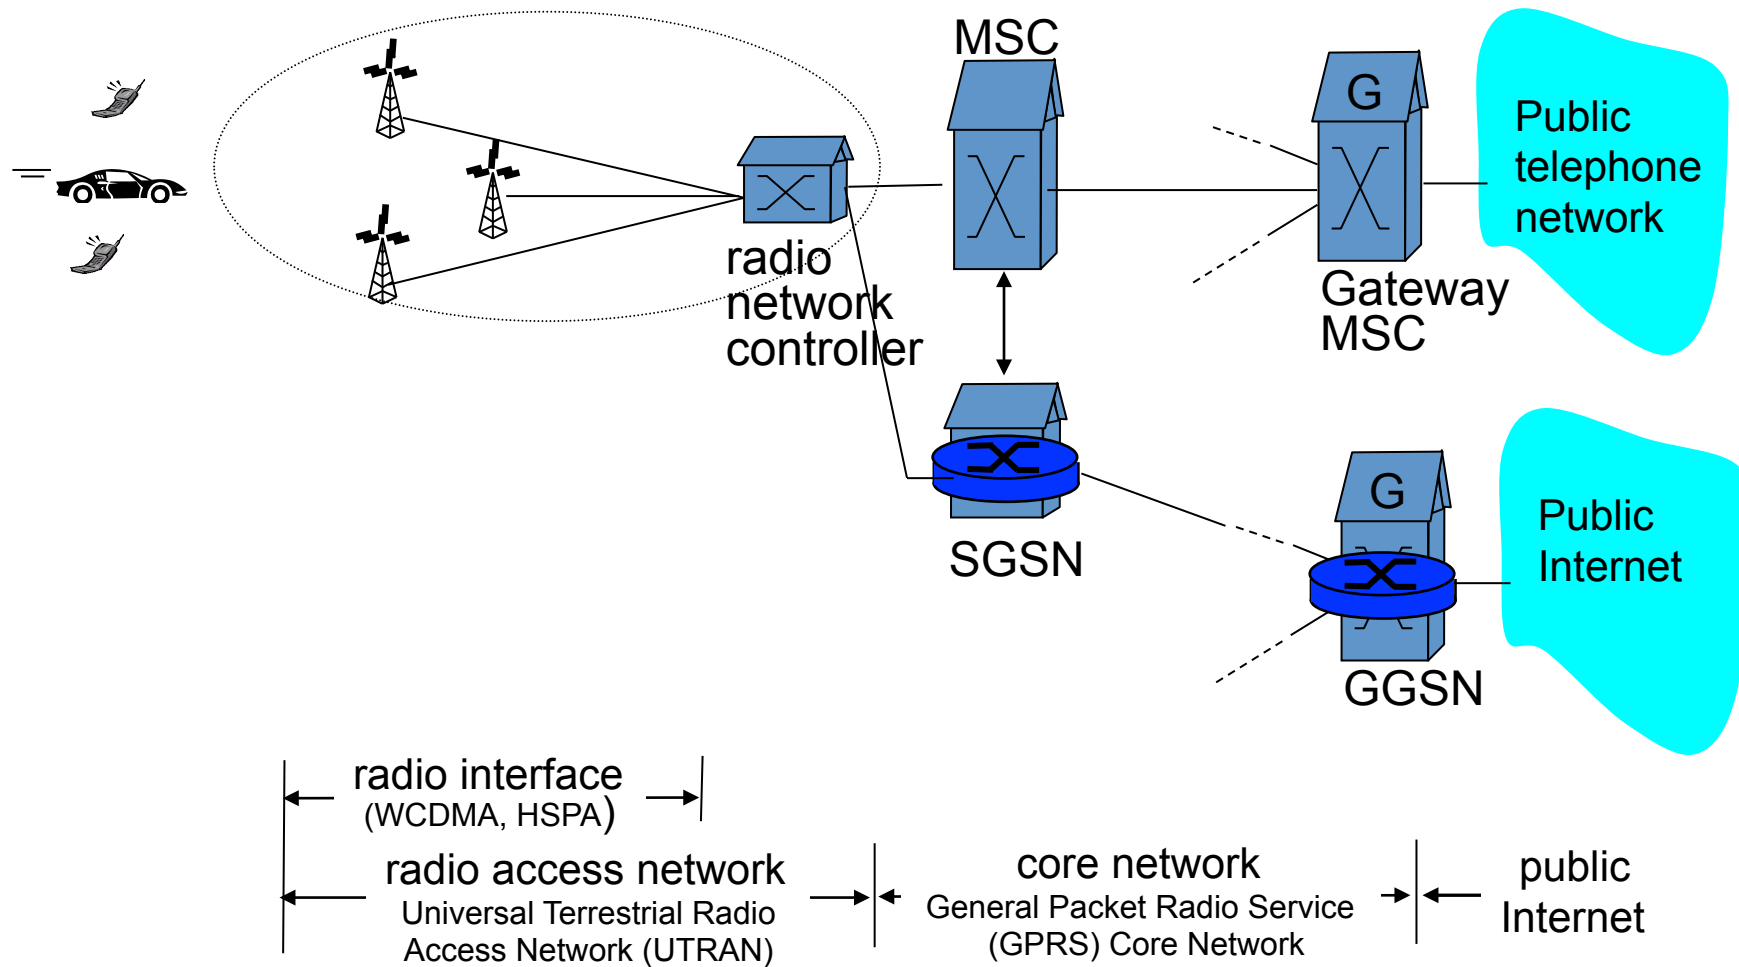 MSC
G
Public
telephone
network
radio
network
controller
Gateway
MSC
G
Public
Internet
SGSN
GGSN
radio interface
(WCDMA, HSPA)
radio access network
Universal Terrestrial Radio
Access Network (UTRAN)
core network
General Packet Radio Service
(GPRS) Core Network
public
Internet